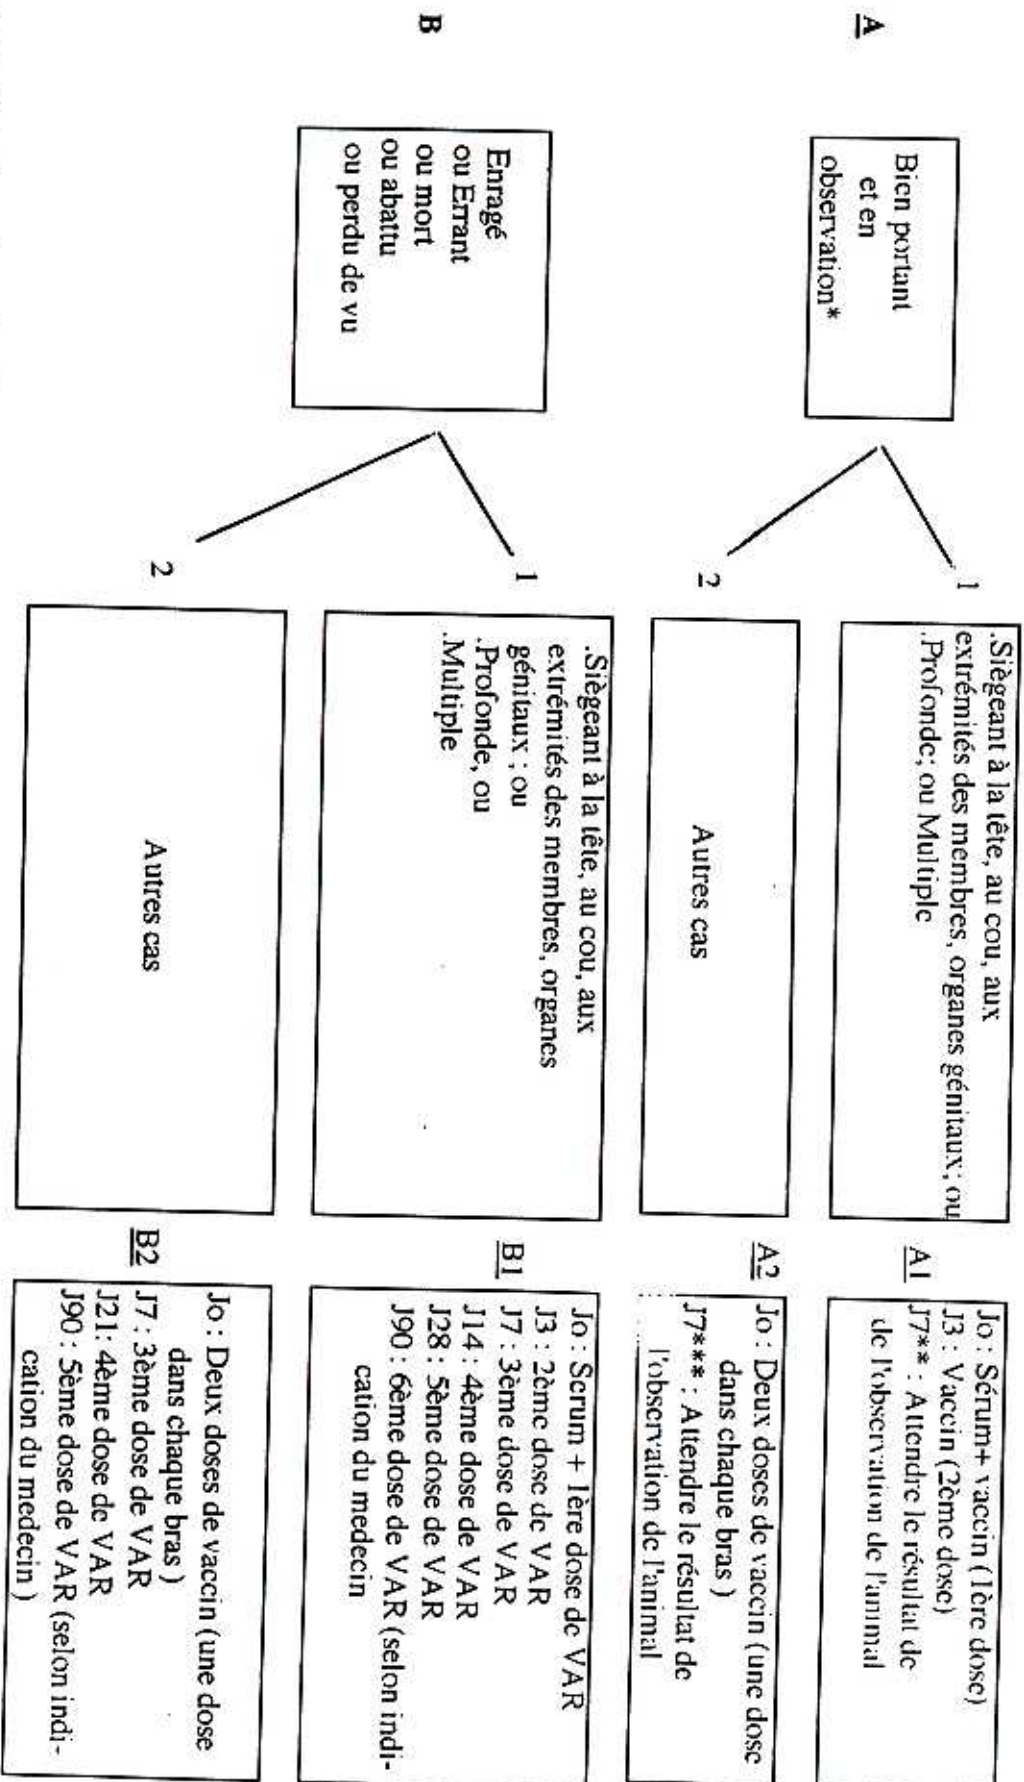 A
Bien portant
et en
observation*
1
.Siègeant à la tête, au cou, aux
extrémités des membres, organes génitaux; ou
.Profonde; ou Multiple
A1
Jo : Sérum+ vaccin (1ère dose)
J3 : Vaccin (2ème dose)
J7** : Attendre le résultat de
de l'observation de l'animal
2
Autres cas
A2
Jo : Deux doses de vaccin (une dose
dans chaque bras )
J7*** : Attendre le résultat de
l'observation de l'animal
B
Enragé
ou Errant
ou mort
ou abattu
ou perdu de vu
1
.Siègeant à la tête, au cou, aux
extrémités des membres, organes
génitaux ; ou
.Profonde, ou
.Multiple
B1
Jo : Serum + 1ère dose de VAR
J3 : 2ème dose de VAR
J7 : 3ème dose de VAR
J14 : 4ème dose de VAR
J28 : 5ème dose de VAR
J90 : 6ème dose de VAR (selon indi-
cation du medecin
2
Autres cas
B2
Jo : Deux doses de vaccin (une dose
dans chaque bras )
J7 : 3ème dose de VAR
J21 : 4ème dose de VAR
J90 : 5ème dose de VAR (selon indi-
cation du medecin )